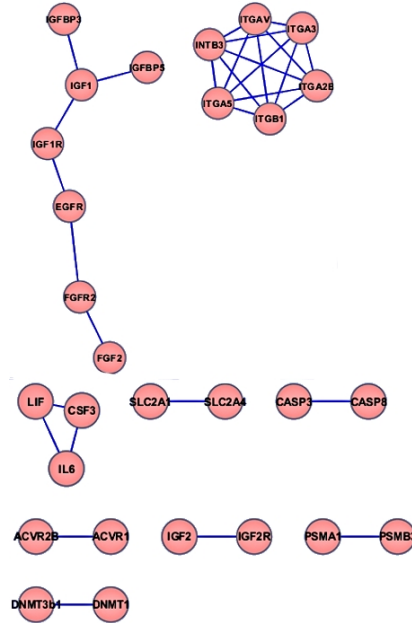 IGFBP3
IGFBP5
IGF1
IGF1R
EGFR
FGFR2
FGF2
ITGAV
ITGA3
INTB3
ITGA2B
ITGA5
ITGB1
LIF
CSF3
IL6
SLC2A1
SLC2A4
CASP3
CASP8
ACVR2B
ACVR1
IGF2
IGF2R
PSMA1
DNMT3b1
DNMT1